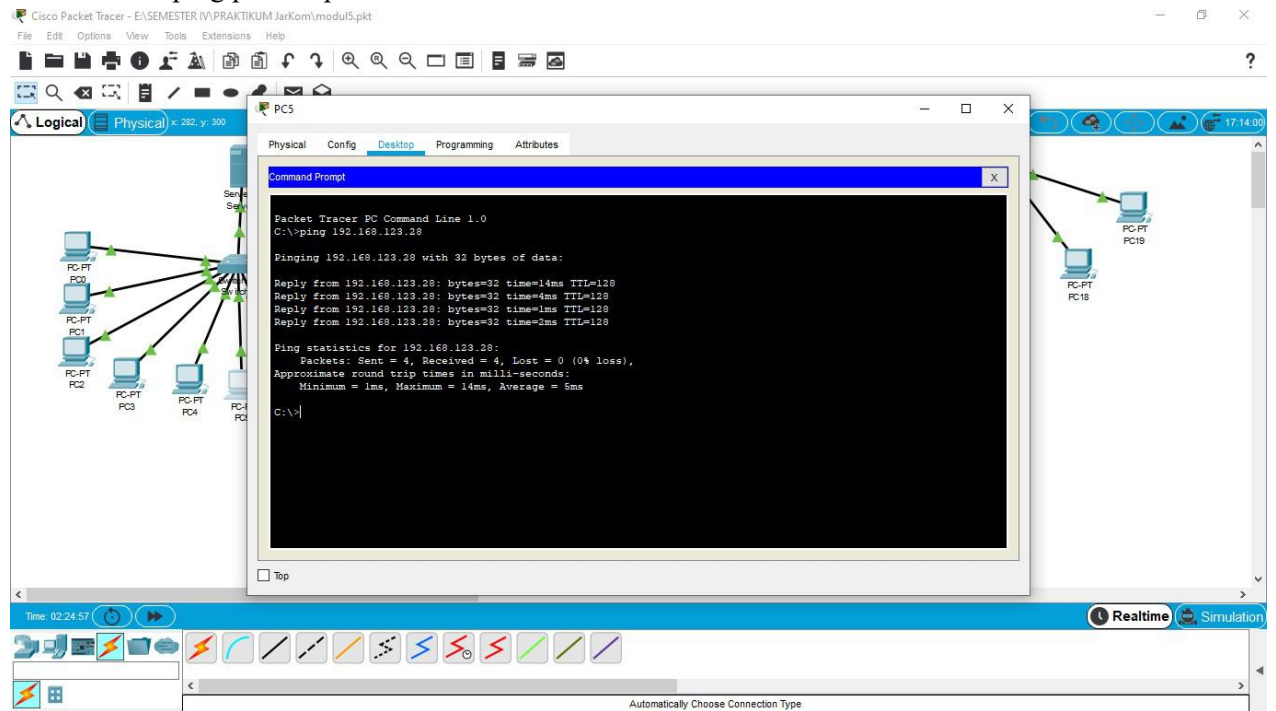 Cisco Packet Tracer - E:\SEMESTER IV\PRAKTIKUM JarKom\modul5.pkt
File Edit Options View Tools Extensions Help
Logical Physical x: 282, y: 300
17:14:00
PC5
Physical Config Desktop Programming Attributes
Command Prompt
X
Packet Tracer PC Command Line 1.0
C:\>ping 192.168.123.28
Pinging 192.168.123.28 with 32 bytes of data:
Reply from 192.168.123.28: bytes=32 time=14ms TTL=128
Reply from 192.168.123.28: bytes=32 time=4ms TTL=128
Reply from 192.168.123.28: bytes=32 time=1ms TTL=128
Reply from 192.168.123.28: bytes=32 time=2ms TTL=128
Ping statistics for 192.168.123.28:
Packets: Sent = 4, Received = 4, Lost = 0 (0% loss),
Approximate round trip times in milli-seconds:
Minimum = 1ms, Maximum = 14ms, Average = 5ms
C:\>
Top
PC-PT
PC0
PC-PT
PC1
PC-PT
PC2
PC-PT
PC3
PC-PT
PC4
PC-PT
PC19
PC-PT
PC18
Time: 02:24:57
Realtime Simulation
Automatically Choose Connection Type